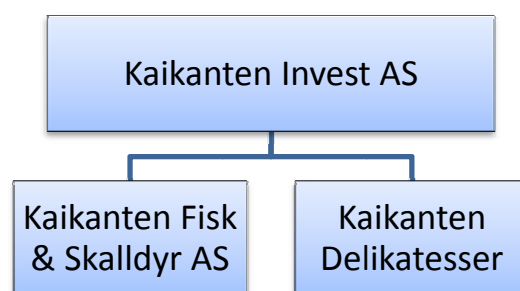 Kaikanten Invest AS
Kaikanten Fisk
& Skalldyr AS
Kaikanten
Delikatesser